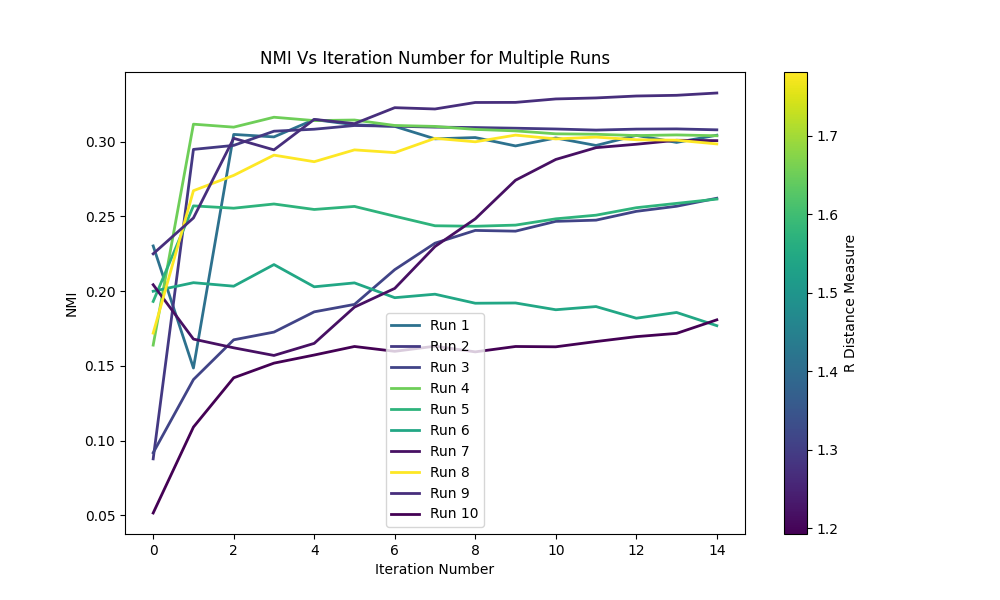 NMI Vs Iteration Number for Multiple Runs
NMI
0.30
0.25
0.20
0.15
0.10
0.05
0 2 4 6 8 10 12 14
Iteration Number
Run 1
Run 2
Run 3
Run 4
Run 5
Run 6
Run 7
Run 8
Run 9
Run 10
1.7
1.6
1.5
1.4
1.3
1.2
R Distance Measure